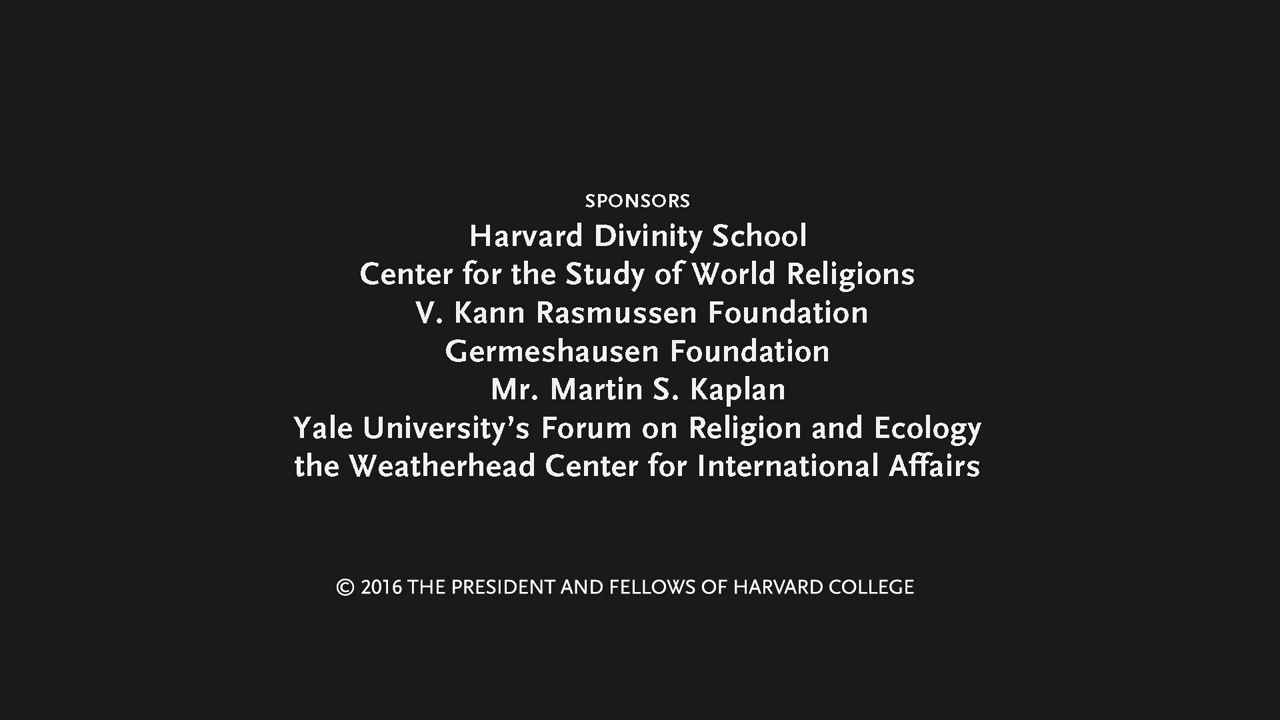 SPONSORS
Harvard Divinity School
Center for the Study of World Religions
V. Kann Rasmussen Foundation
Germeshausen Foundation
Mr. Martin S. Kaplan
Yale University’s Forum on Religion and Ecology
the Weatherhead Center for International Affairs
© 2016 THE PRESIDENT AND FELLOWS OF HARVARD COLLEGE